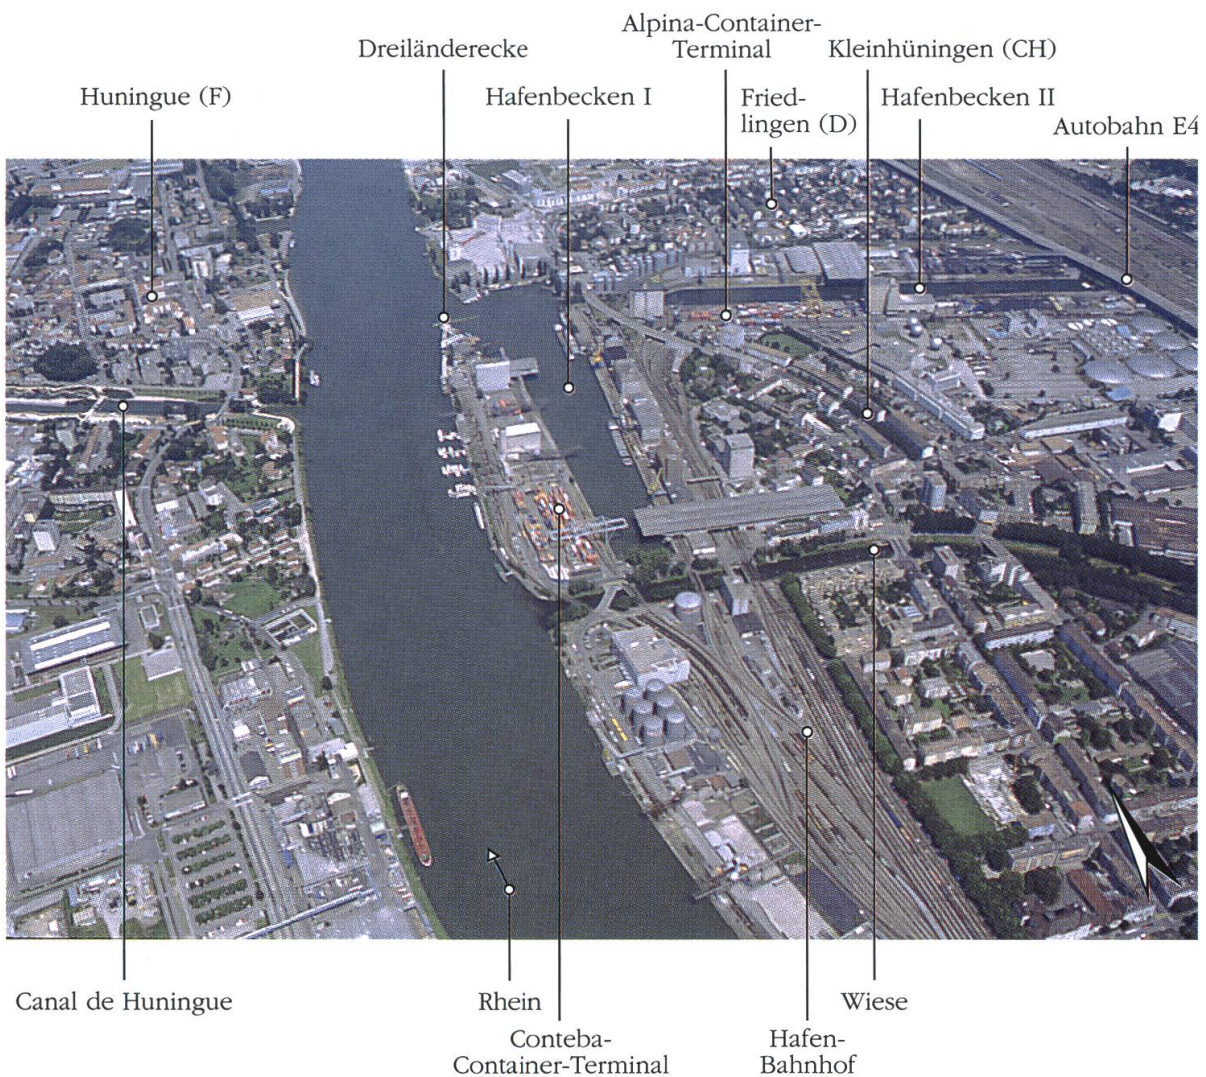 Alpina-Container-
Terminal
Dreiländerecke
Kleinhüningen (CH)
Huningue (F)
Hafenbecken I
Fried-
lingen (D)
Hafenbecken II
Autobahn E4
Canal de Huningue
Rhein
Wiese
Conteba-
Container-Terminal
Hafen-
Bahnhof